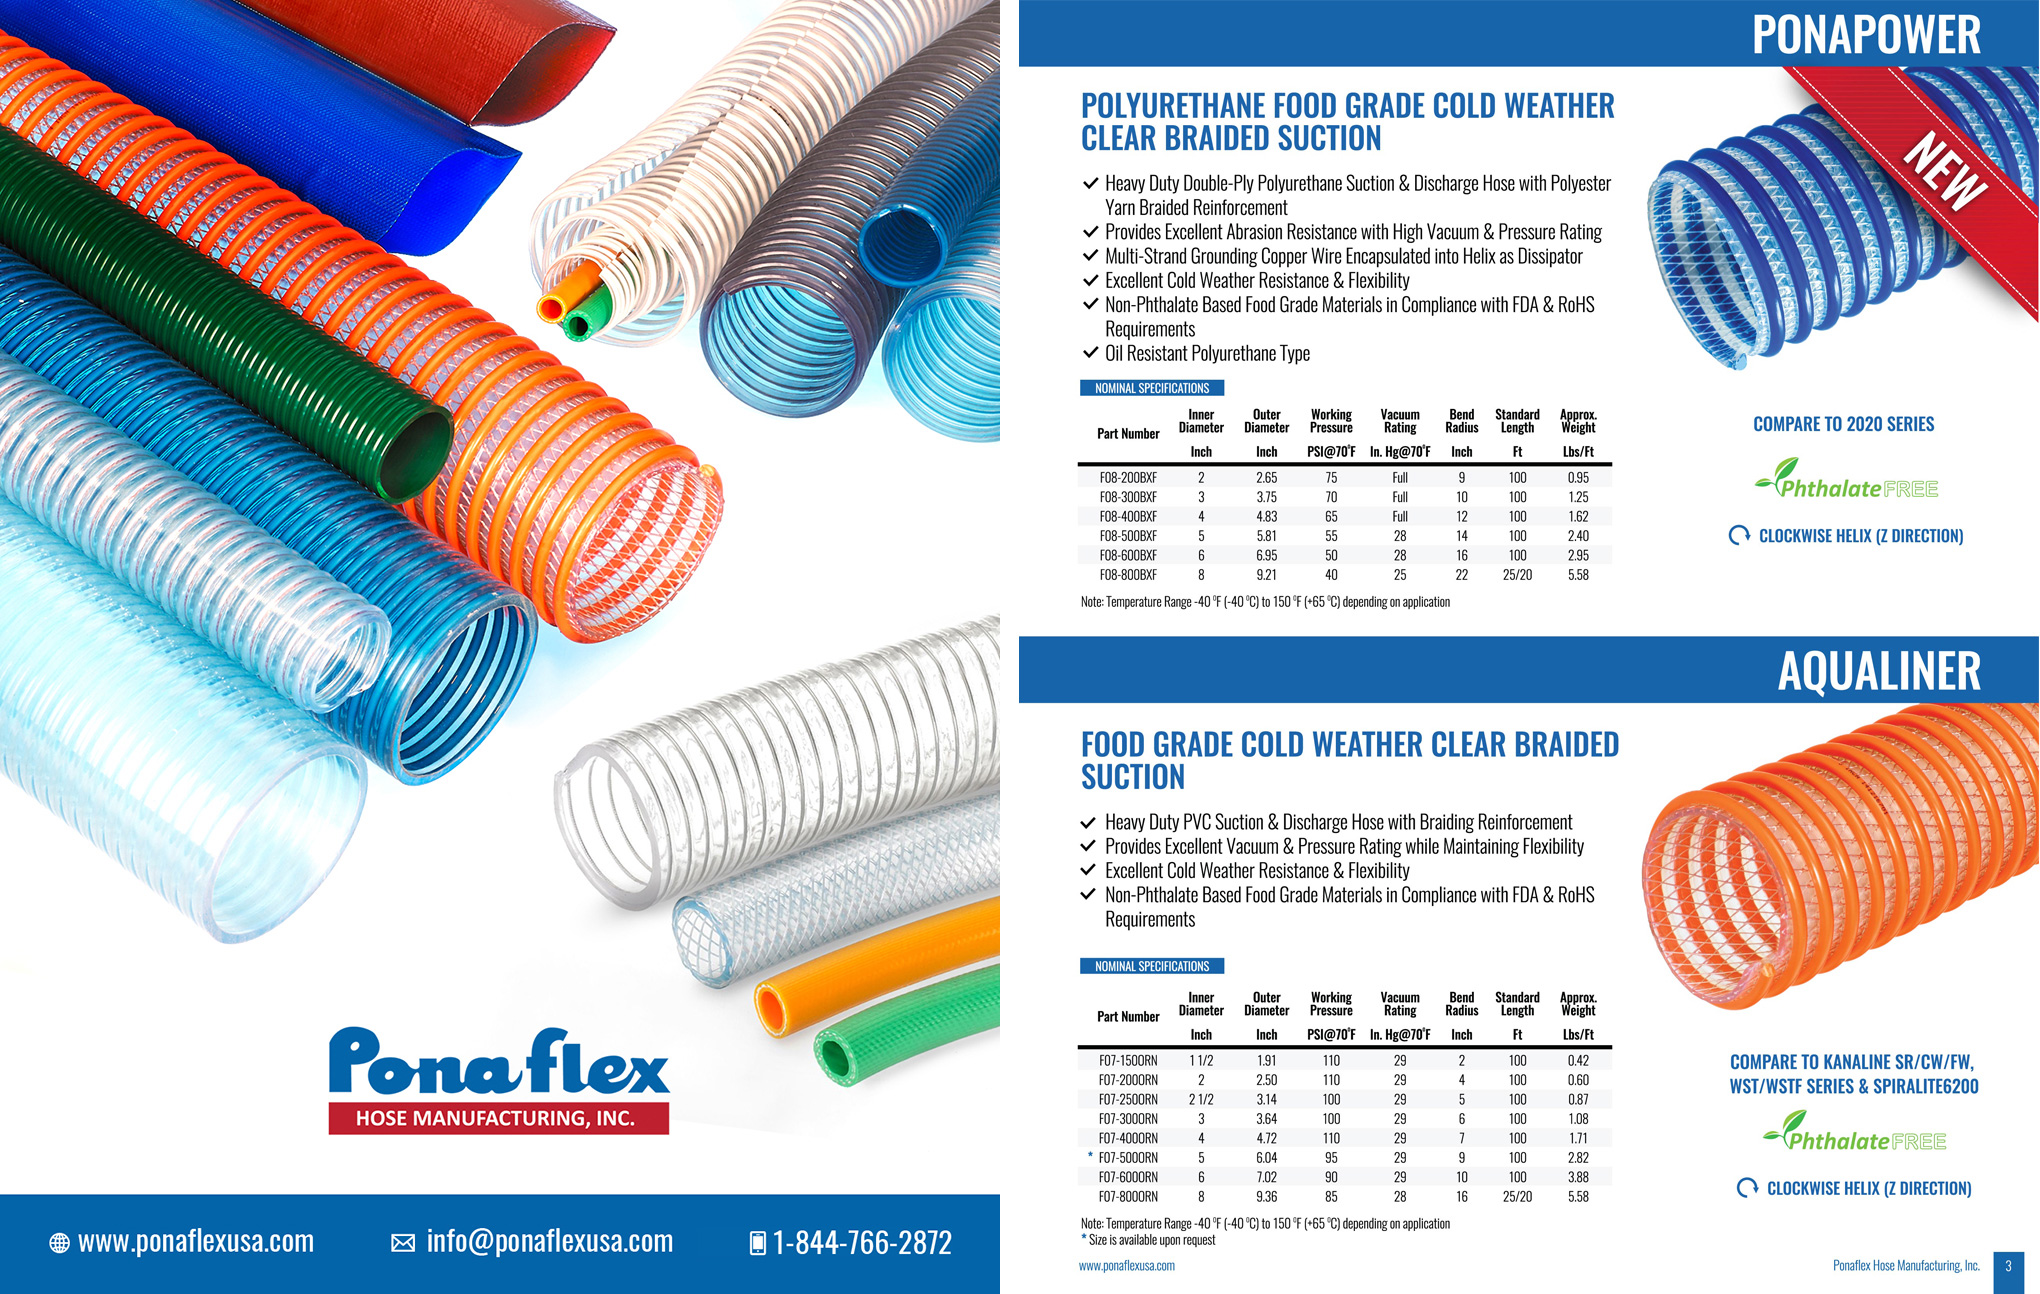 Ponaflex
HOSE MANUFACTURING, INC.
www.ponaflexusa.com
info@ponaflexusa.com
1-844-766-2872
PONAPOWER
NEW
POLYURETHANE FOOD GRADE COLD WEATHER
CLEAR BRAIDED SUCTION
Heavy Duty Double-Ply Polyurethane Suction & Discharge Hose with Polyester
Yarn Braided Reinforcement
Provides Excellent Abrasion Resistance with High Vacuum & Pressure Rating
Multi-Strand Grounding Copper Wire Encapsulated into Helix as Dissipator
Excellent Cold Weather Resistance & Flexibility
Non-Phthalate Based Food Grade Materials in Compliance with FDA & RoHS
Requirements
Oil Resistant Polyurethane Type
NOMINAL SPECIFICATIONS
Part Number Inner Diameter Outer Diameter Working Pressure Vacuum Rating Bend Radius Standard Length Approx. Weight
Inch Inch PSI@70°F In. Hg@70°F Inch Ft Lbs/Ft
F08-200BXF 2 2.65 75 Full 9 100 0.95
F08-300BXF 3 3.75 70 Full 10 100 1.25
F08-400BXF 4 4.83 65 Full 12 100 1.62
F08-500BXF 5 5.81 55 28 14 100 2.40
F08-600BXF 6 6.95 50 28 16 100 2.95
F08-800BXF 8 9.21 40 25 22 25/20 5.58
Note: Temperature Range -40 °F (-40 °C) to 150 °F (+65 °C) depending on application
COMPARE TO 2020 SERIES
Phthalate FREE
CLOCKWISE HELIX (Z DIRECTION)
AQUALINER
FOOD GRADE COLD WEATHER CLEAR BRAIDED
SUCTION
Heavy Duty PVC Suction & Discharge Hose with Braiding Reinforcement
Provides Excellent Vacuum & Pressure Rating while Maintaining Flexibility
Excellent Cold Weather Resistance & Flexibility
Non-Phthalate Based Food Grade Materials in Compliance with FDA & RoHS
Requirements
NOMINAL SPECIFICATIONS
Part Number Inner Diameter Outer Diameter Working Pressure Vacuum Rating Bend Radius Standard Length Approx. Weight
Inch Inch PSI@70°F In. Hg@70°F Inch Ft Lbs/Ft
F07-150ORN 1 1/2 1.91 110 29 2 100 0.42
F07-200ORN 2 2.50 110 29 4 100 0.60
F07-250ORN 2 1/2 3.14 100 29 5 100 0.87
F07-300ORN 3 3.64 100 29 6 100 1.08
F07-400ORN 4 4.72 110 29 7 100 1.71
* F07-500ORN 5 6.04 95 29 9 100 2.82
F07-600ORN 6 7.02 90 29 10 100 3.88
F07-800ORN 8 9.36 85 28 16 25/20 5.58
Note: Temperature Range -40 °F (-40 °C) to 150 °F (+65 °C) depending on application
* Size is available upon request
COMPARE TO KANALINE SR/CW/FW,
WST/WSTF SERIES & SPIRALITE6200
Phthalate FREE
CLOCKWISE HELIX (Z DIRECTION)
www.ponaflexusa.com
Ponaflex Hose Manufacturing, Inc. 3